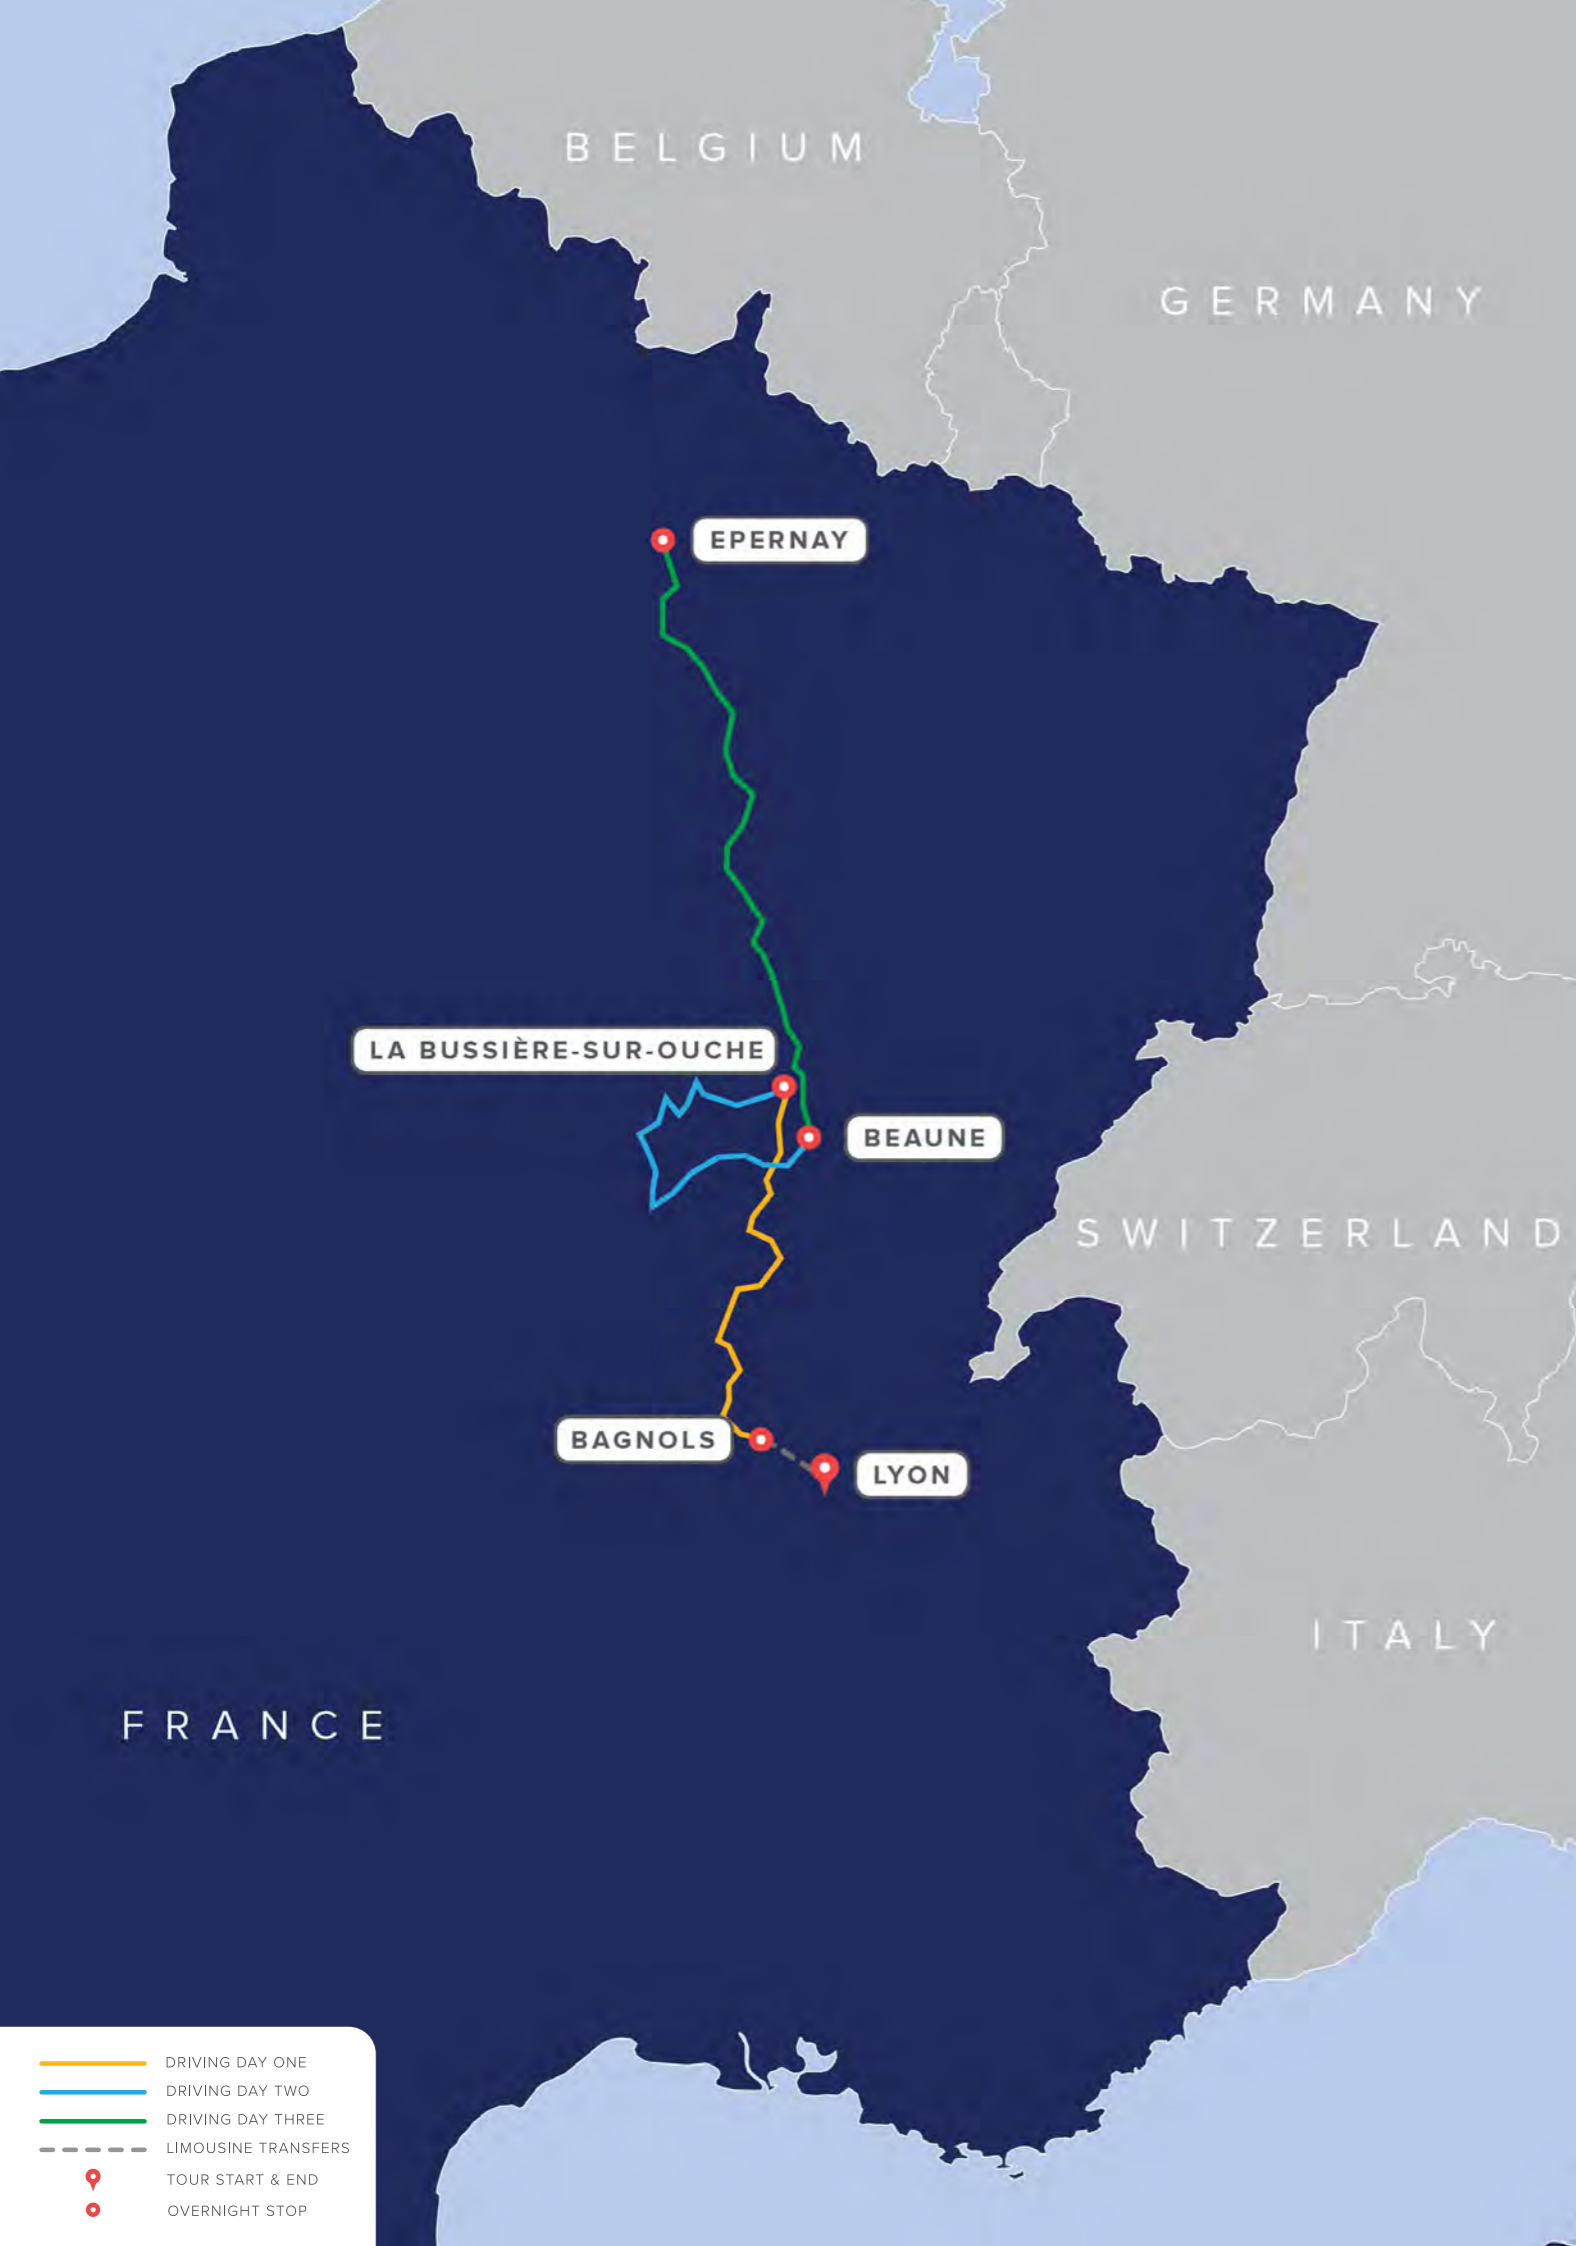 BELGIUM
GERMANY
EPERNAY
LA BUSSIÈRE-SUR-OUCHE
BEAUNE
SWITZERLAND
BAGNOLS
LYON
ITALY
FRANCE
DRIVING DAY ONE
DRIVING DAY TWO
DRIVING DAY THREE
LIMOUSINE TRANSFERS
TOUR START & END
OVERNIGHT STOP